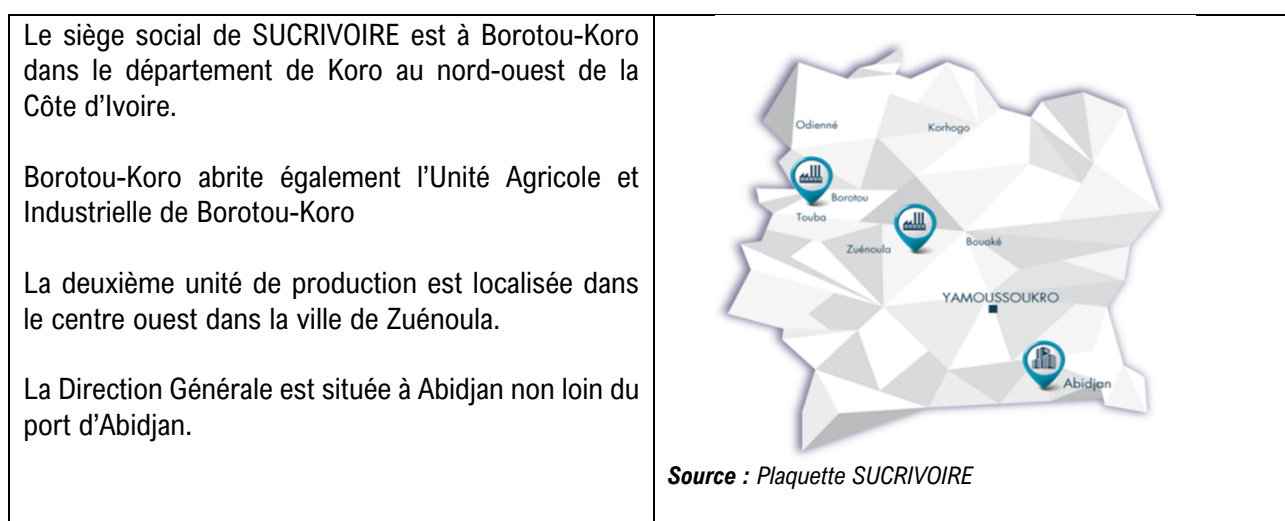 Le siège social de SUCRIVOIRE est à Borotou-Koro
dans le département de Koro au nord-ouest de la
Côte d’Ivoire.
Borotou-Koro abrite également l’Unité Agricole et
Industrielle de Borotou-Koro
La deuxième unité de production est localisée dans
le centre ouest dans la ville de Zuénoula.
La Direction Générale est située à Abidjan non loin du
port d’Abidjan.
Odienné
Korhogo
Borotou
Touba
Zuénoula
Bouaké
YAMOUSSOUKRO
Abidjan
Source : Plaquette SUCRIVOIRE